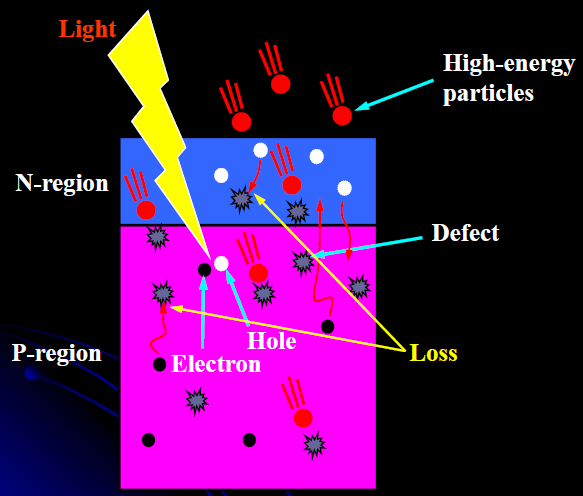 Light
High-energy
particles
N-region
Defect
Hole
P-region
Electron
Loss